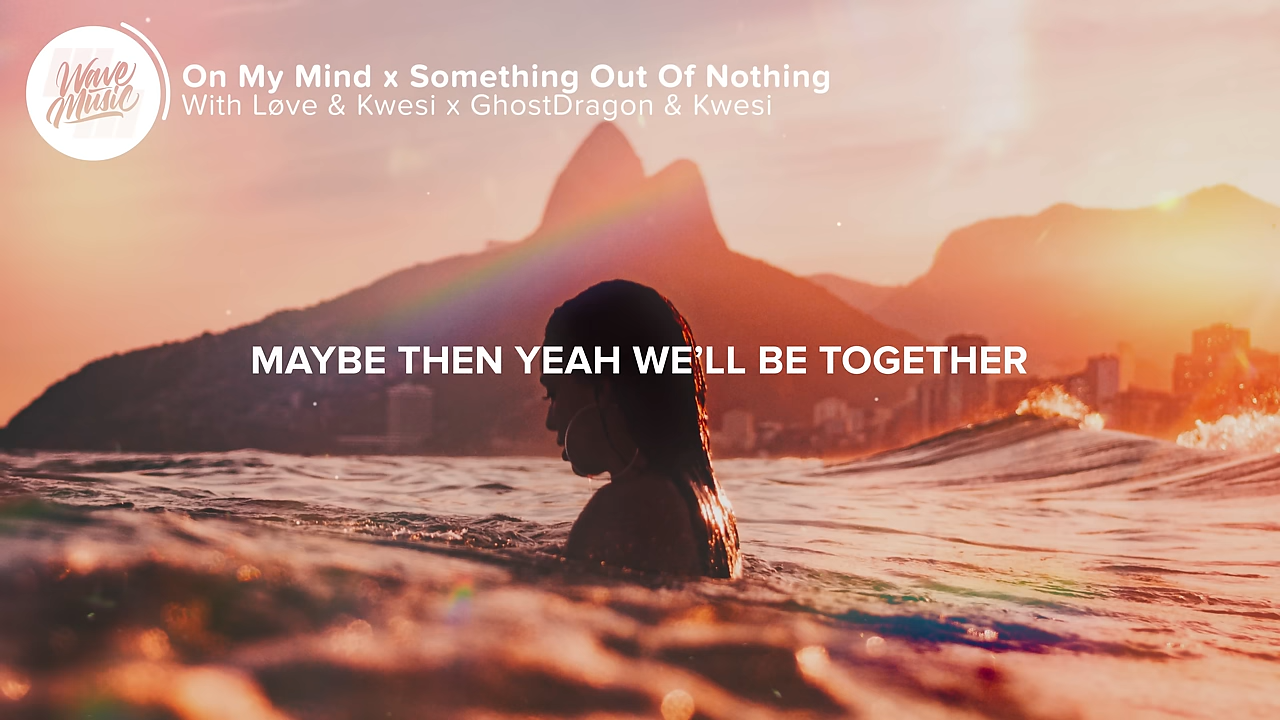 Wave
Music
On My Mind x Something Out Of Nothing
With Løve & Kwesi x GhostDragon & Kwesi
MAYBE THEN YEAH WE'LL BE TOGETHER